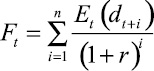 F_t = \sum_{i=1}^{n} \frac{E_t (d_{t+i})}{(1+r)^i}